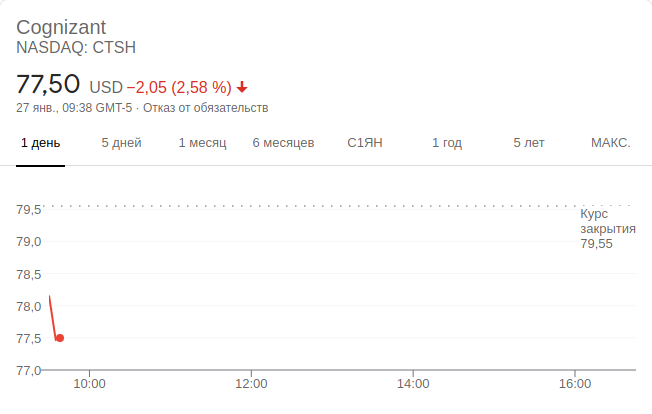 Cognizant
NASDAQ: CTSH
77,50 USD −2,05 (2,58 %)
27 янв., 09:38 GMT-5 · Отказ от обязательств
1 день 5 дней 1 месяц 6 месяцев С1ЯН 1 год 5 лет МАКС.
79,5
Курс
закрытия
79,55
79,0
78,5
78,0
77,5
77,0
10:00 12:00 14:00 16:00